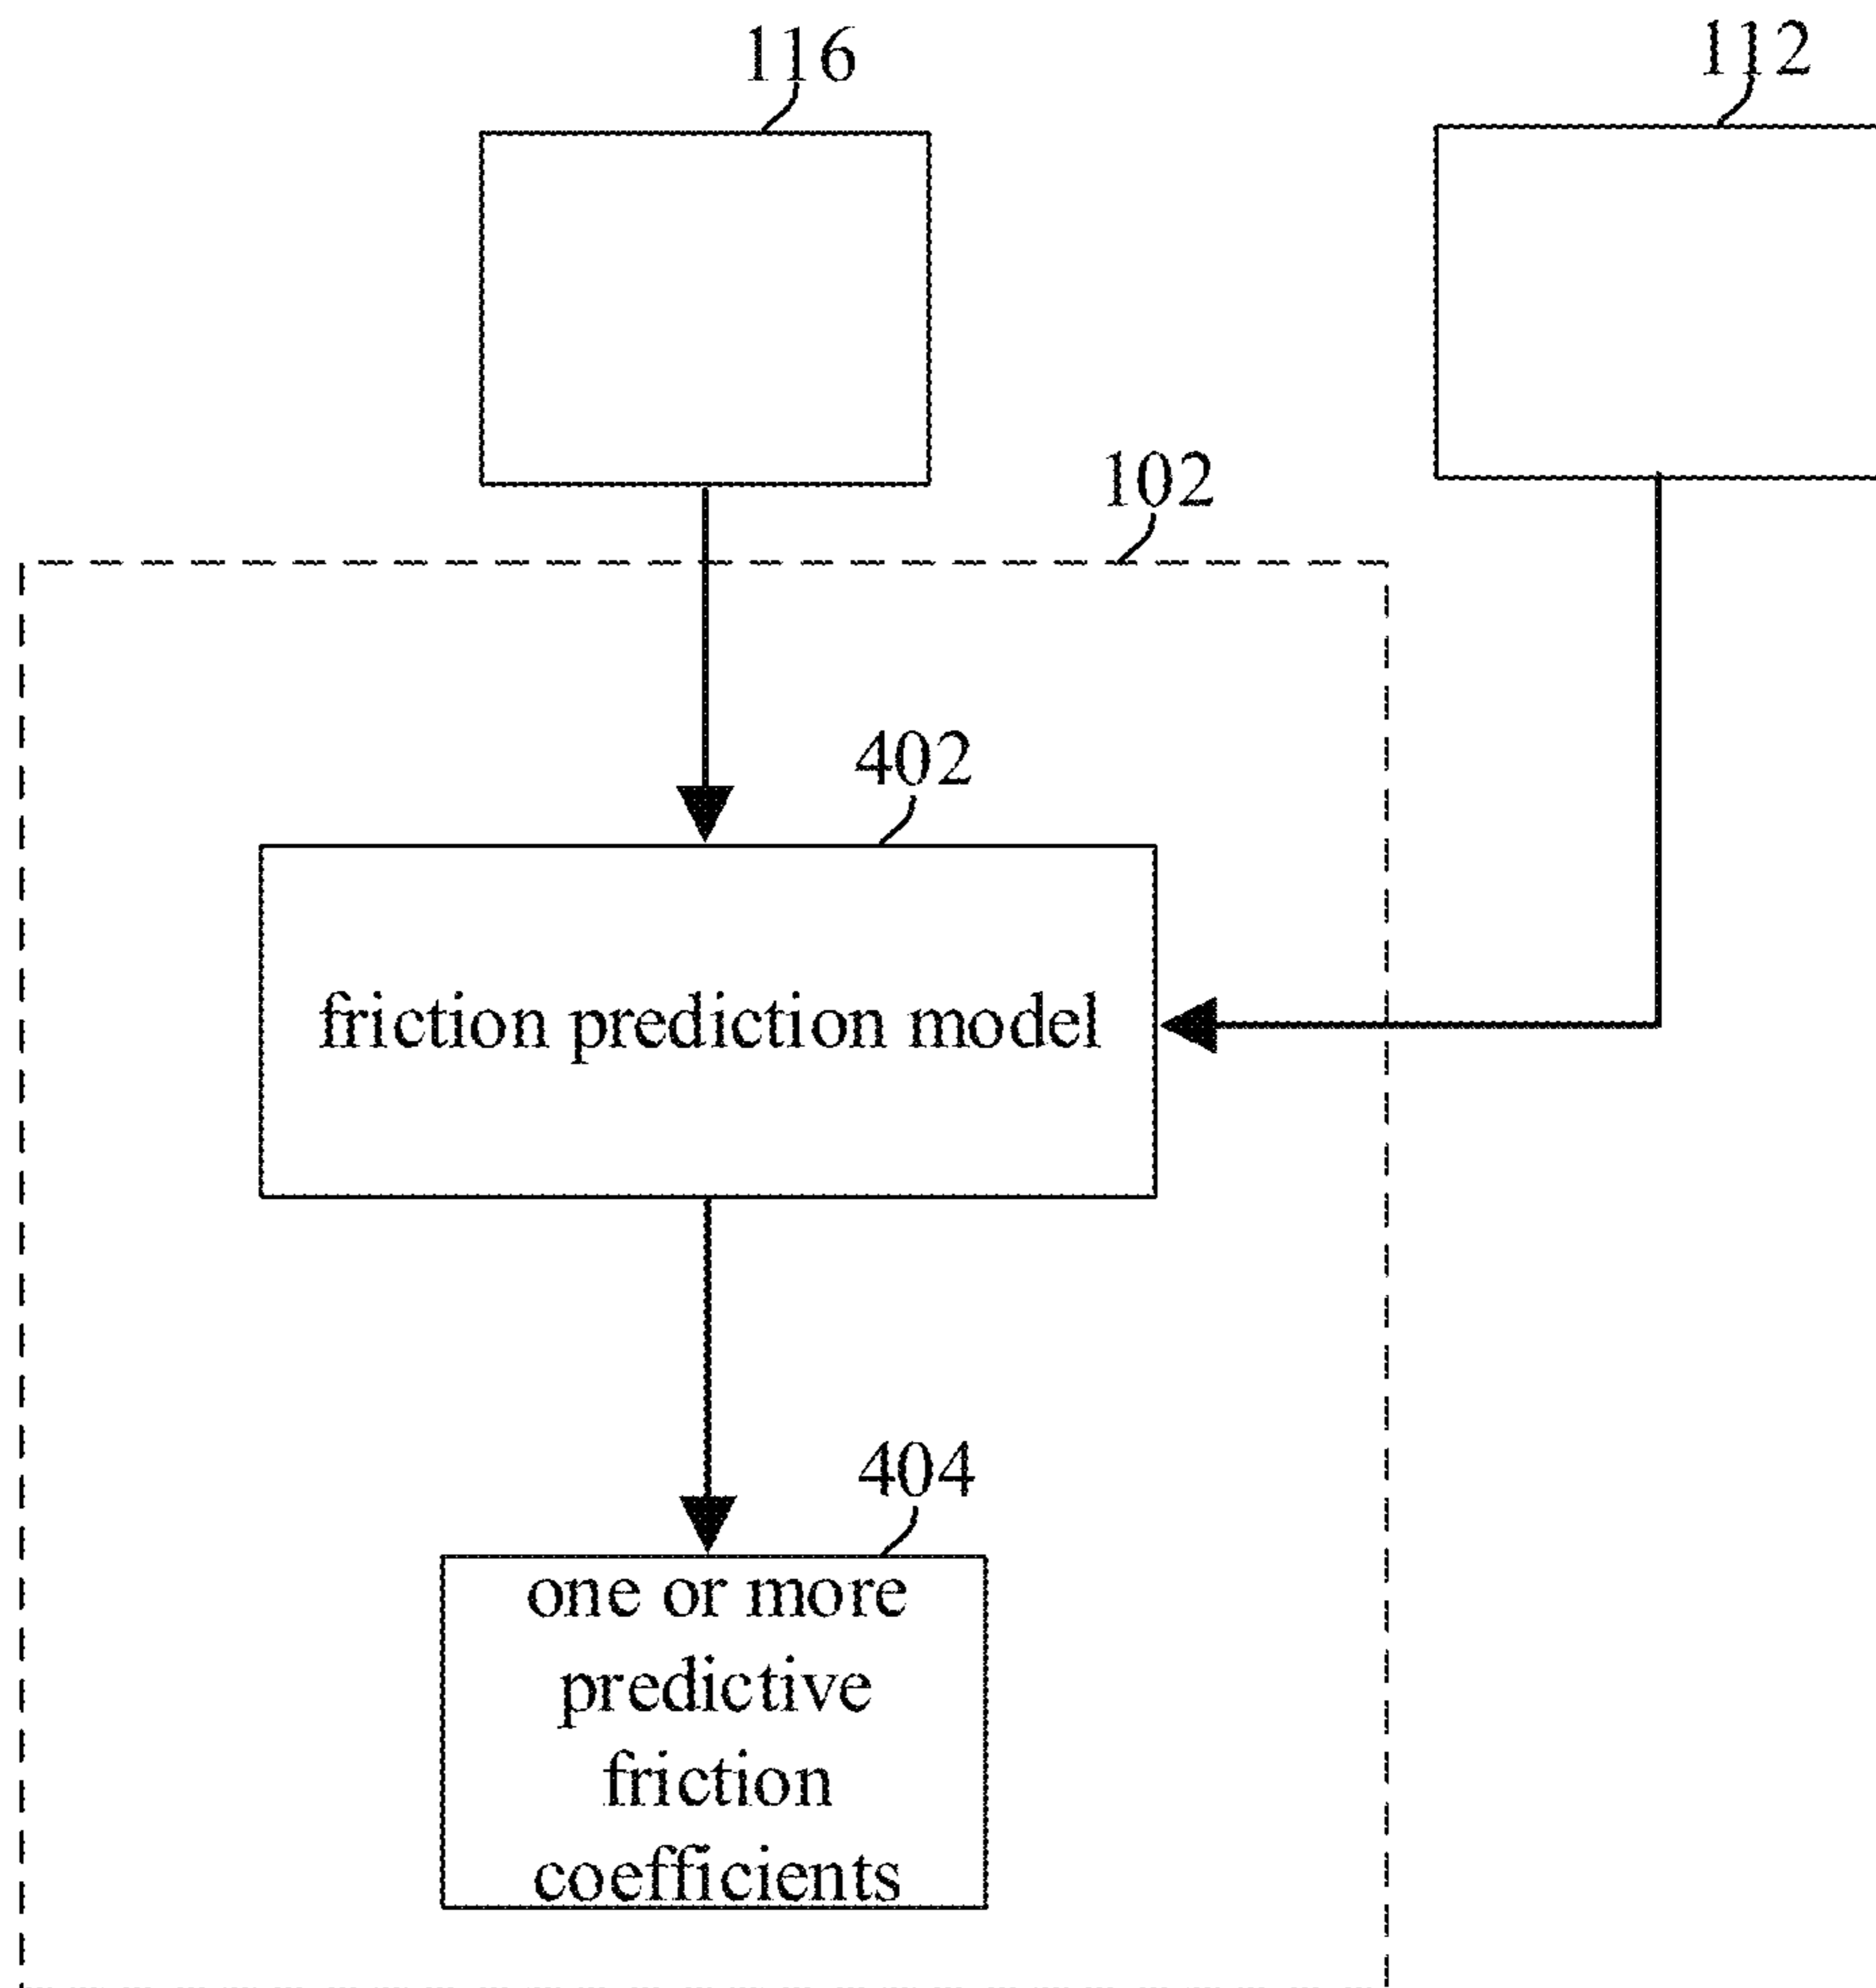 116
112
102
402
friction prediction model
404
one or more
predictive
friction
coefficients